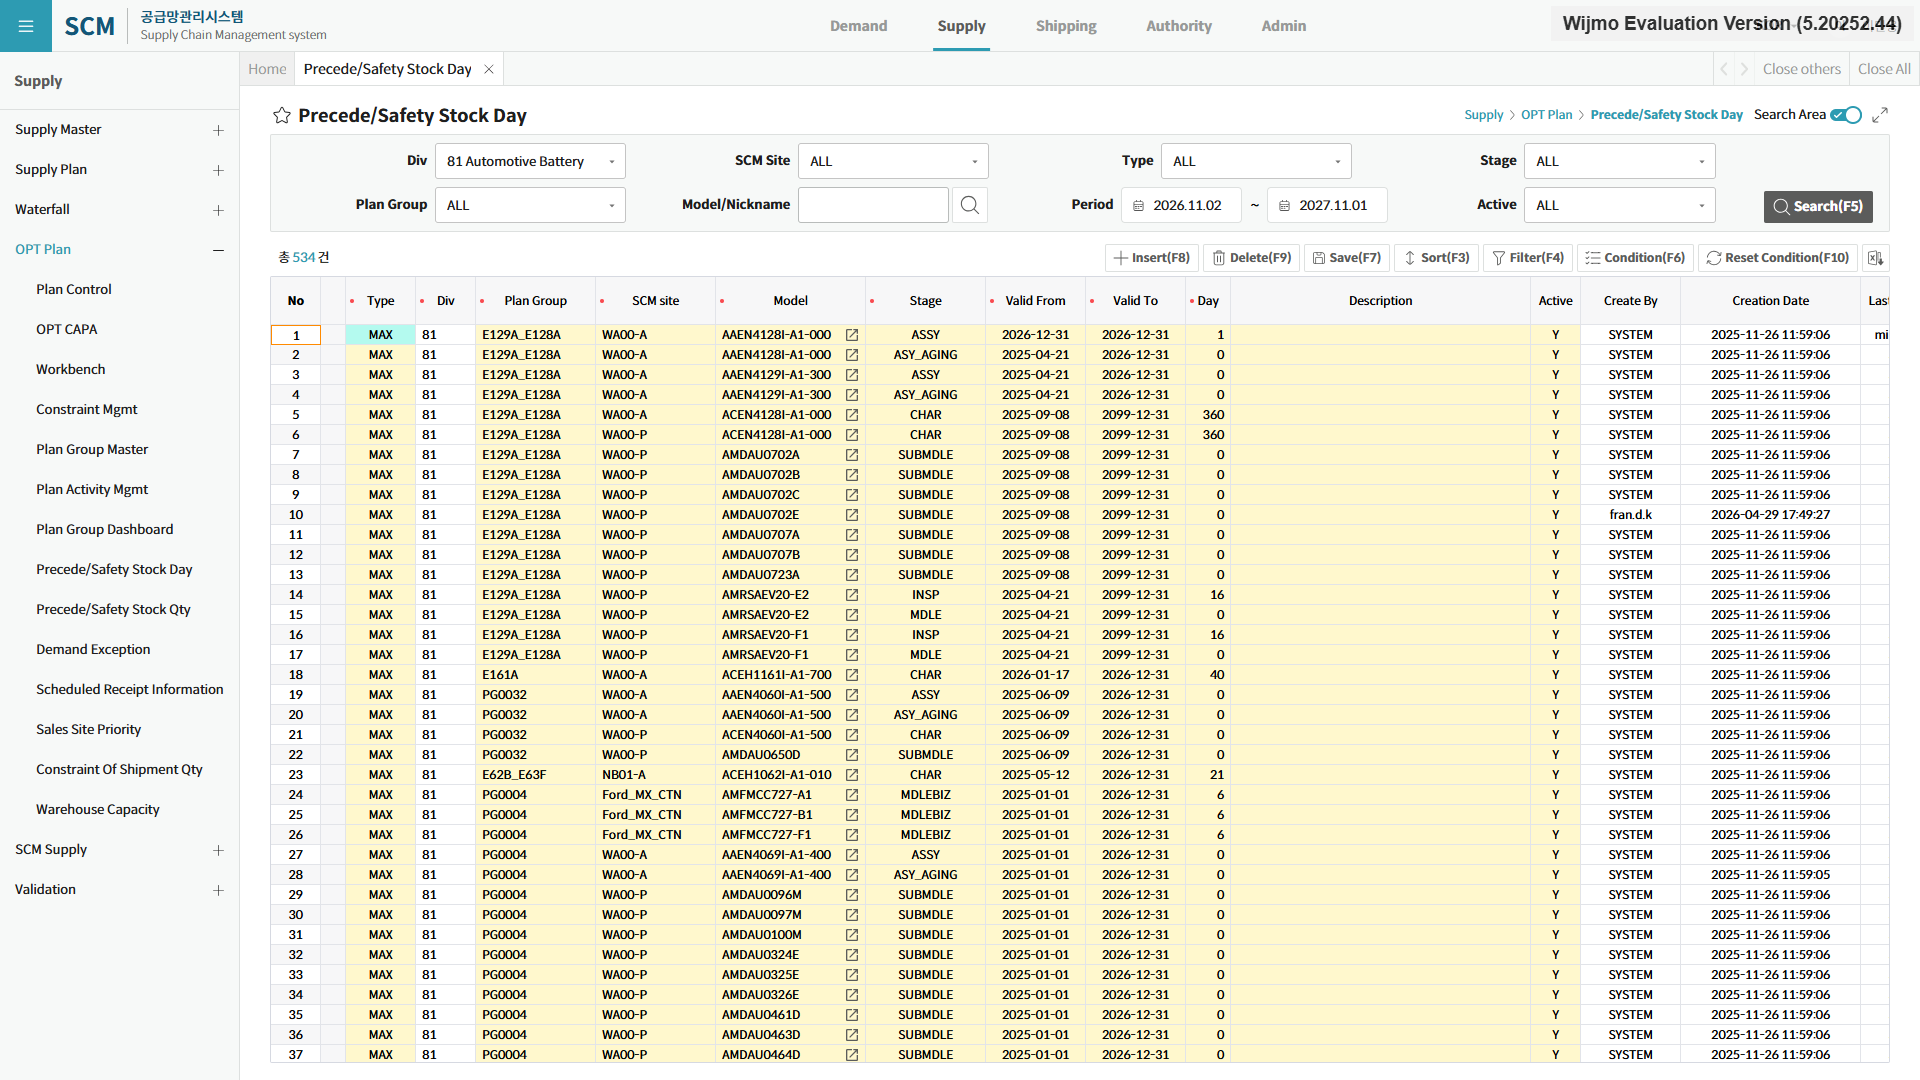 SCM 공급망관리시스템
Supply Chain Management system
Demand Supply Shipping Authority Admin
Wijmo Evaluation Version (5.20252.44)
Supply
Home Precede/Safety Stock Day Close others Close All
Supply Master
Supply Plan
Waterfall
OPT Plan
Plan Control
OPT CAPA
Workbench
Constraint Mgmt
Plan Group Master
Plan Activity Mgmt
Plan Group Dashboard
Precede/Safety Stock Day
Precede/Safety Stock Qty
Demand Exception
Scheduled Receipt Information
Sales Site Priority
Constraint Of Shipment Qty
Warehouse Capacity
SCM Supply
Validation
Precede/Safety Stock Day
Supply > OPT Plan > Precede/Safety Stock Day Search Area
Div 81 Automotive Battery SCM Site ALL Type ALL Stage ALL
Plan Group ALL Model/Nickname Period 2026.11.02 ~ 2027.11.01 Active ALL Search(F5)
총 534 건
Insert(F8) Delete(F9) Save(F7) Sort(F3) Filter(F4) Condition(F6) Reset Condition(F10)
No Type Div Plan Group SCM site Model Stage Valid From Valid To Day Description Active Create By Creation Date Las
1 MAX 81 E129A_E128A WA00-A AAEN4128I-A1-000 ASSY 2026-12-31 2026-12-31 1 Y SYSTEM 2025-11-26 11:59:06 mi
2 MAX 81 E129A_E128A WA00-A AAEN4128I-A1-000 ASY_AGING 2025-04-21 2026-12-31 0 Y SYSTEM 2025-11-26 11:59:06
3 MAX 81 E129A_E128A WA00-A AAEN4129I-A1-300 ASSY 2025-04-21 2026-12-31 0 Y SYSTEM 2025-11-26 11:59:06
4 MAX 81 E129A_E128A WA00-A AAEN4129I-A1-300 ASY_AGING 2025-04-21 2026-12-31 0 Y SYSTEM 2025-11-26 11:59:06
5 MAX 81 E129A_E128A WA00-A ACEN4128I-A1-000 CHAR 2025-09-08 2099-12-31 360 Y SYSTEM 2025-11-26 11:59:06
6 MAX 81 E129A_E128A WA00-P ACEN4128I-A1-000 CHAR 2025-09-08 2099-12-31 360 Y SYSTEM 2025-11-26 11:59:06
7 MAX 81 E129A_E128A WA00-P AMDAU0702A SUBMDLE 2025-09-08 2099-12-31 0 Y SYSTEM 2025-11-26 11:59:06
8 MAX 81 E129A_E128A WA00-P AMDAU0702B SUBMDLE 2025-09-08 2099-12-31 0 Y SYSTEM 2025-11-26 11:59:06
9 MAX 81 E129A_E128A WA00-P AMDAU0702C SUBMDLE 2025-09-08 2099-12-31 0 Y SYSTEM 2025-11-26 11:59:06
10 MAX 81 E129A_E128A WA00-P AMDAU0702E SUBMDLE 2025-09-08 2099-12-31 0 Y fran.d.k 2026-04-29 17:49:27
11 MAX 81 E129A_E128A WA00-P AMDAU0707A SUBMDLE 2025-09-08 2099-12-31 0 Y SYSTEM 2025-11-26 11:59:06
12 MAX 81 E129A_E128A WA00-P AMDAU0707B SUBMDLE 2025-09-08 2099-12-31 0 Y SYSTEM 2025-11-26 11:59:06
13 MAX 81 E129A_E128A WA00-P AMDAU0723A SUBMDLE 2025-09-08 2099-12-31 0 Y SYSTEM 2025-11-26 11:59:06
14 MAX 81 E129A_E128A WA00-P AMRSAEV20-E2 INSP 2025-04-21 2099-12-31 16 Y SYSTEM 2025-11-26 11:59:06
15 MAX 81 E129A_E128A WA00-P AMRSAEV20-E2 MDLE 2025-04-21 2099-12-31 0 Y SYSTEM 2025-11-26 11:59:06
16 MAX 81 E129A_E128A WA00-P AMRSAEV20-F1 INSP 2025-04-21 2099-12-31 16 Y SYSTEM 2025-11-26 11:59:06
17 MAX 81 E129A_E128A WA00-P AMRSAEV20-F1 MDLE 2025-04-21 2099-12-31 0 Y SYSTEM 2025-11-26 11:59:06
18 MAX 81 E161A WA00-A ACEH1161I-A1-700 CHAR 2026-01-17 2026-12-31 40 Y SYSTEM 2025-11-26 11:59:06
19 MAX 81 PG0032 WA00-A AAEN4060I-A1-500 ASSY 2025-06-09 2026-12-31 0 Y SYSTEM 2025-11-26 11:59:06
20 MAX 81 PG0032 WA00-A AAEN4060I-A1-500 ASY_AGING 2025-06-09 2026-12-31 0 Y SYSTEM 2025-11-26 11:59:06
21 MAX 81 PG0032 WA00-P ACEN4060I-A1-500 CHAR 2025-06-09 2026-12-31 0 Y SYSTEM 2025-11-26 11:59:06
22 MAX 81 PG0032 WA00-P AMDAU0650D SUBMDLE 2025-06-09 2026-12-31 0 Y SYSTEM 2025-11-26 11:59:06
23 MAX 81 E62B_E63F NB01-A ACEH1062I-A1-010 CHAR 2025-05-12 2026-12-31 21 Y SYSTEM 2025-11-26 11:59:06
24 MAX 81 PG0004 Ford_MX_CTN AMFMCC727-A1 MDLEBIZ 2025-01-01 2026-12-31 6 Y SYSTEM 2025-11-26 11:59:06
25 MAX 81 PG0004 Ford_MX_CTN AMFMCC727-B1 MDLEBIZ 2025-01-01 2026-12-31 6 Y SYSTEM 2025-11-26 11:59:06
26 MAX 81 PG0004 Ford_MX_CTN AMFMCC727-F1 MDLEBIZ 2025-01-01 2026-12-31 6 Y SYSTEM 2025-11-26 11:59:06
27 MAX 81 PG0004 WA00-A AAEN4069I-A1-400 ASSY 2025-01-01 2026-12-31 0 Y SYSTEM 2025-11-26 11:59:06
28 MAX 81 PG0004 WA00-A AAEN4069I-A1-400 ASY_AGING 2025-01-01 2026-12-31 0 Y SYSTEM 2025-11-26 11:59:05
29 MAX 81 PG0004 WA00-P AMDAU0096M SUBMDLE 2025-01-01 2026-12-31 0 Y SYSTEM 2025-11-26 11:59:06
30 MAX 81 PG0004 WA00-P AMDAU0097M SUBMDLE 2025-01-01 2026-12-31 0 Y SYSTEM 2025-11-26 11:59:06
31 MAX 81 PG0004 WA00-P AMDAU0100M SUBMDLE 2025-01-01 2026-12-31 0 Y SYSTEM 2025-11-26 11:59:06
32 MAX 81 PG0004 WA00-P AMDAU0324E SUBMDLE 2025-01-01 2026-12-31 0 Y SYSTEM 2025-11-26 11:59:06
33 MAX 81 PG0004 WA00-P AMDAU0325E SUBMDLE 2025-01-01 2026-12-31 0 Y SYSTEM 2025-11-26 11:59:06
34 MAX 81 PG0004 WA00-P AMDAU0326E SUBMDLE 2025-01-01 2026-12-31 0 Y SYSTEM 2025-11-26 11:59:06
35 MAX 81 PG0004 WA00-P AMDAU0461D SUBMDLE 2025-01-01 2026-12-31 0 Y SYSTEM 2025-11-26 11:59:06
36 MAX 81 PG0004 WA00-P AMDAU0463D SUBMDLE 2025-01-01 2026-12-31 0 Y SYSTEM 2025-11-26 11:59:06
37 MAX 81 PG0004 WA00-P AMDAU0464D SUBMDLE 2025-01-01 2026-12-31 0 Y SYSTEM 2025-11-26 11:59:06